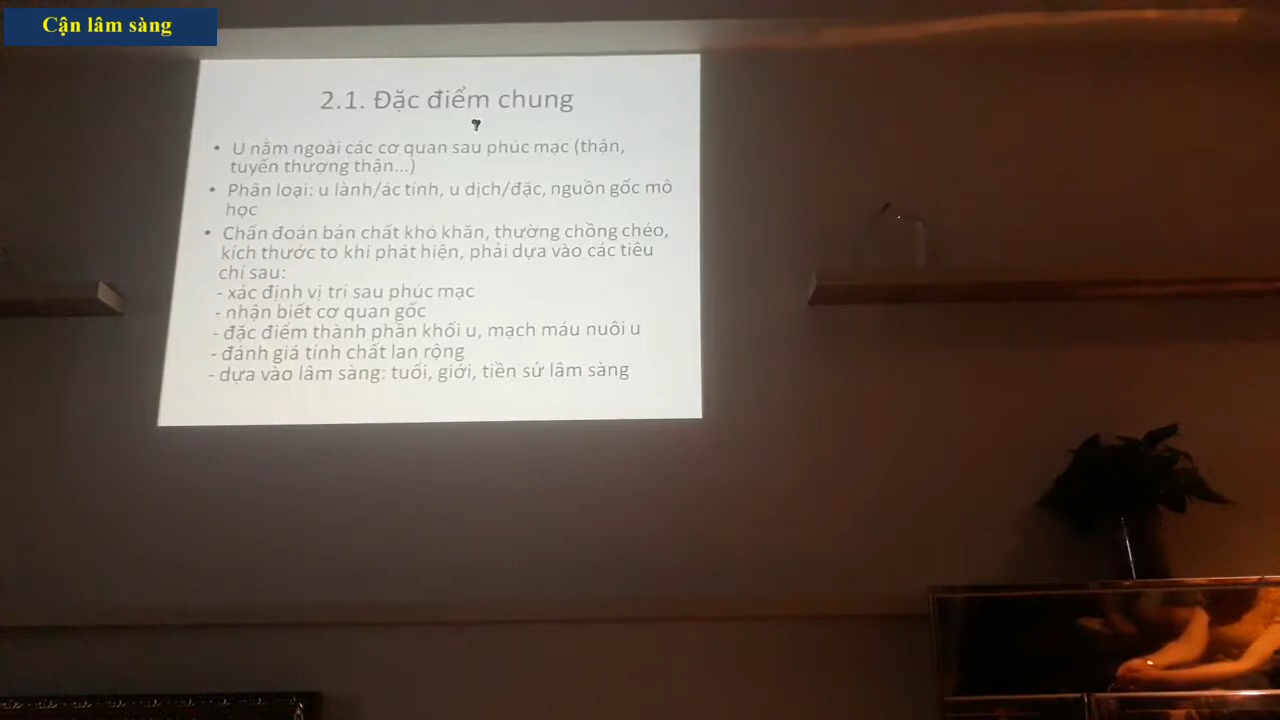 Cận lâm sàng
2.1. Đặc điểm chung
• U nằm ngoài các cơ quan sau phúc mạc (thận,
tuyến thượng thận...)
• Phân loại: u lành/ác tính, u dịch/đặc, nguồn gốc mô
học
• Chẩn đoán bản chất khó khăn, thường chồng chéo,
kích thước to khi phát hiện, phải dựa vào các tiêu
chí sau:
- xác định vị trí sau phúc mạc
- nhận biết cơ quan gốc
- đặc điểm thành phần khối u, mạch máu nuôi u
- đánh giá tính chất lan rộng
- dựa vào lâm sàng: tuổi, giới, tiền sử lâm sàng